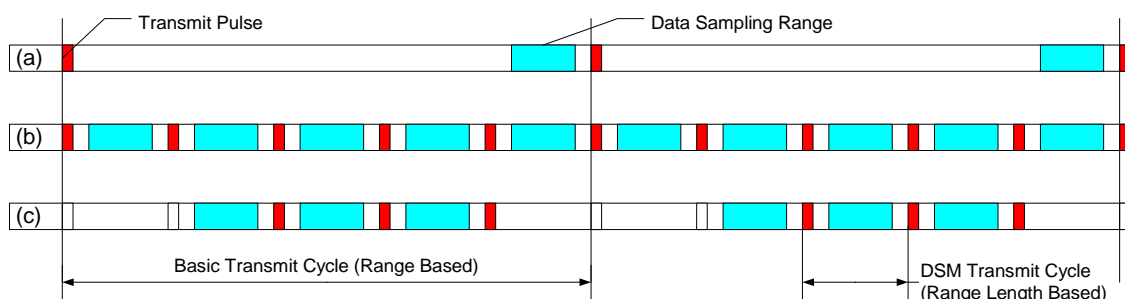 Transmit Pulse
Data Sampling Range
(a)
(b)
(c)
Basic Transmit Cycle (Range Based)
DSM Transmit Cycle
(Range Length Based)